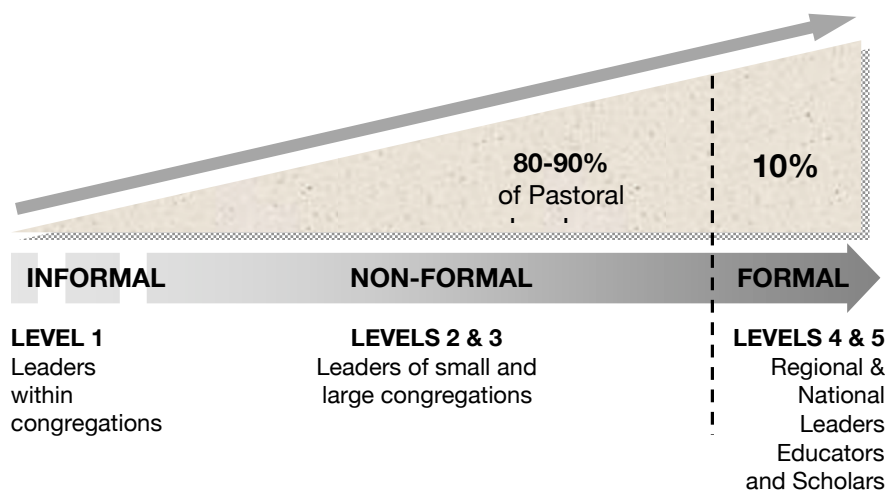 80-90%
of Pastoral
10%
INFORMAL
NON-FORMAL
FORMAL
LEVEL 1
Leaders
within
congregations
LEVELS 2 & 3
Leaders of small and
large congregations
LEVELS 4 & 5
Regional &
National
Leaders
Educators
and Scholars